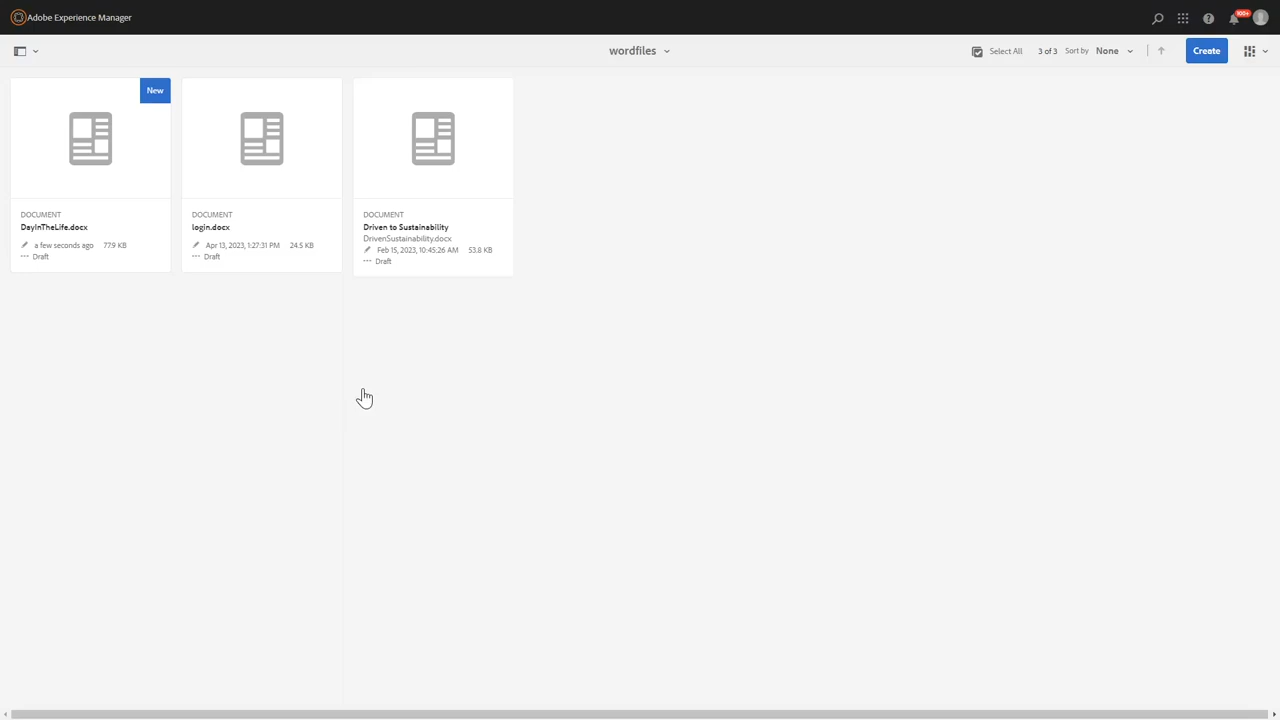 Adobe Experience Manager
100+
wordfiles
Select All 3 of 3 Sort by None
Create
New
DOCUMENT
DayInTheLife.docx
a few seconds ago 77.9 KB
Draft
DOCUMENT
login.docx
Apr 13, 2023, 1:27:31 PM 24.5 KB
Draft
DOCUMENT
Driven to Sustainability
DrivenSustainability.docx
Feb 15, 2023, 10:45:26 AM 53.8 KB
Draft